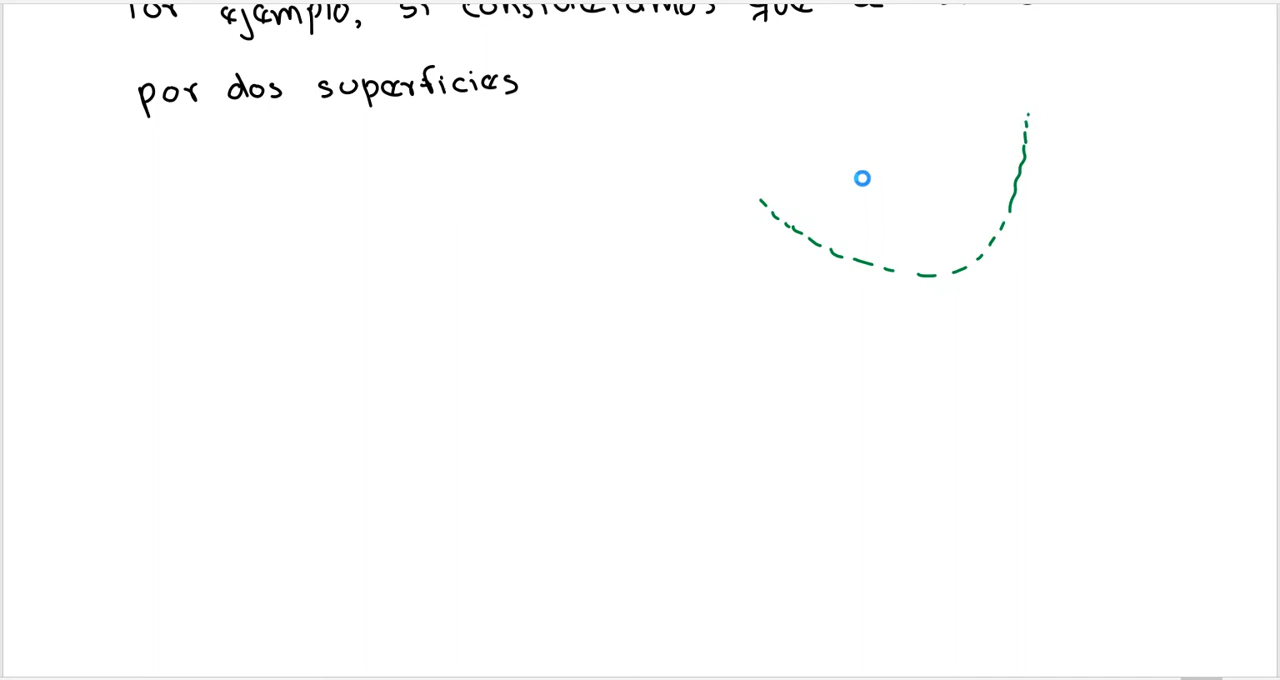 Por ejemplo, si consideramos que
por dos superficies